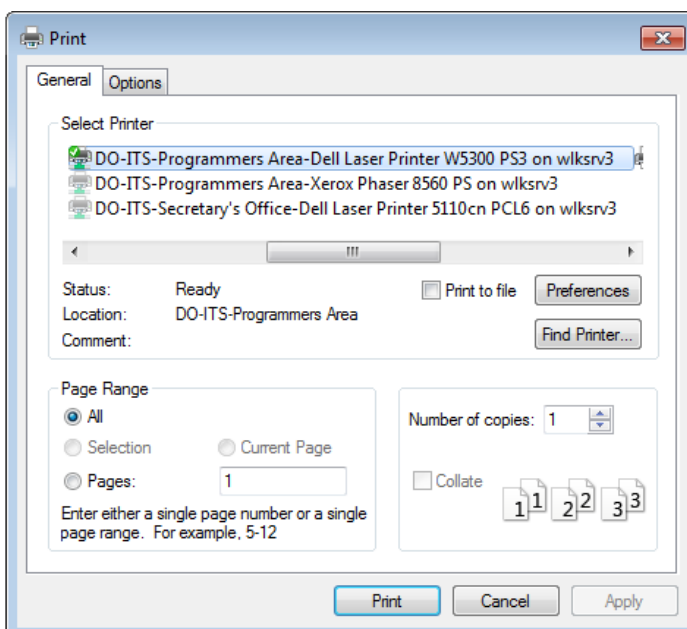 Print
General
Options
Select Printer
DO-ITS-Programmers Area-Dell Laser Printer W5300 PS3 on wlksrv3
DO-ITS-Programmers Area-Xerox Phaser 8560 PS on wlksrv3
DO-ITS-Secretary's Office-Dell Laser Printer 5110cn PCL6 on wlksrv3
Status: Ready
Print to file
Preferences
Location: DO-ITS-Programmers Area
Comment:
Find Printer...
Page Range
All
Selection
Current Page
Pages: 1
Enter either a single page number or a single
page range. For example, 5-12
Number of copies: 1
Collate
1 1 2 2 3 3
Print
Cancel
Apply